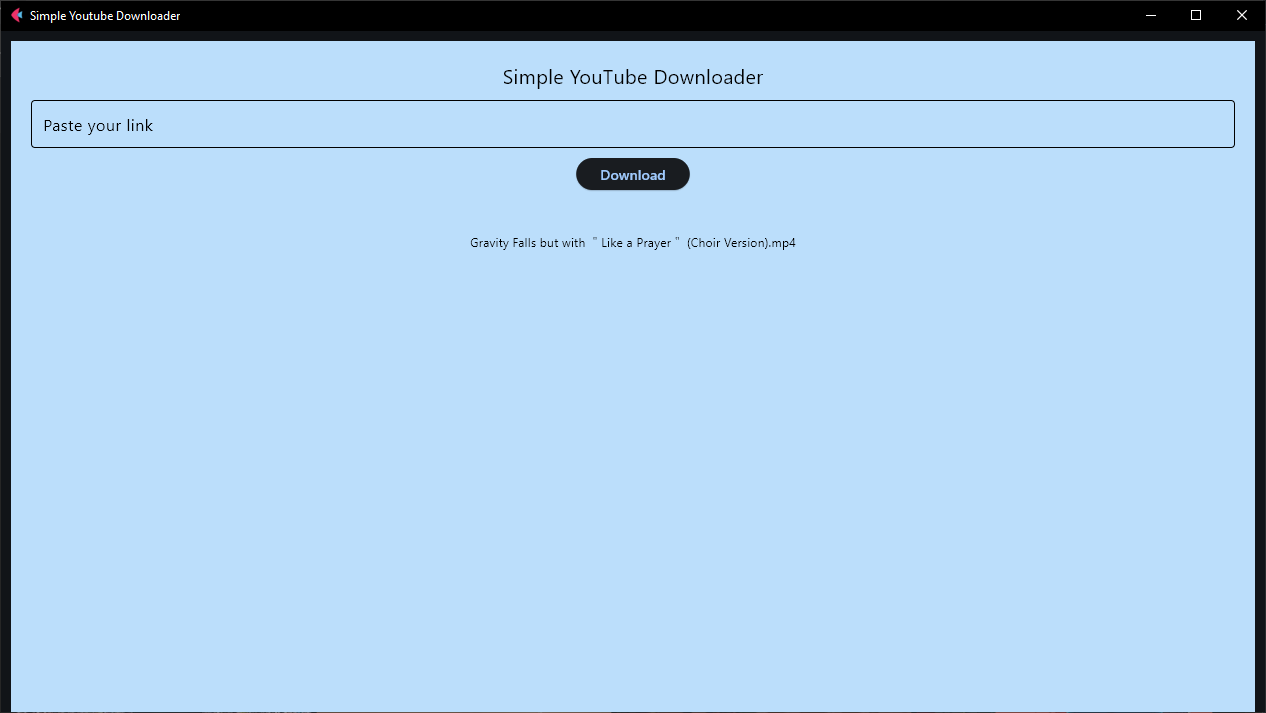 Simple Youtube Downloader
Simple YouTube Downloader
Paste your link
Download
Gravity Falls but with ＂Like a Prayer＂ (Choir Version).mp4